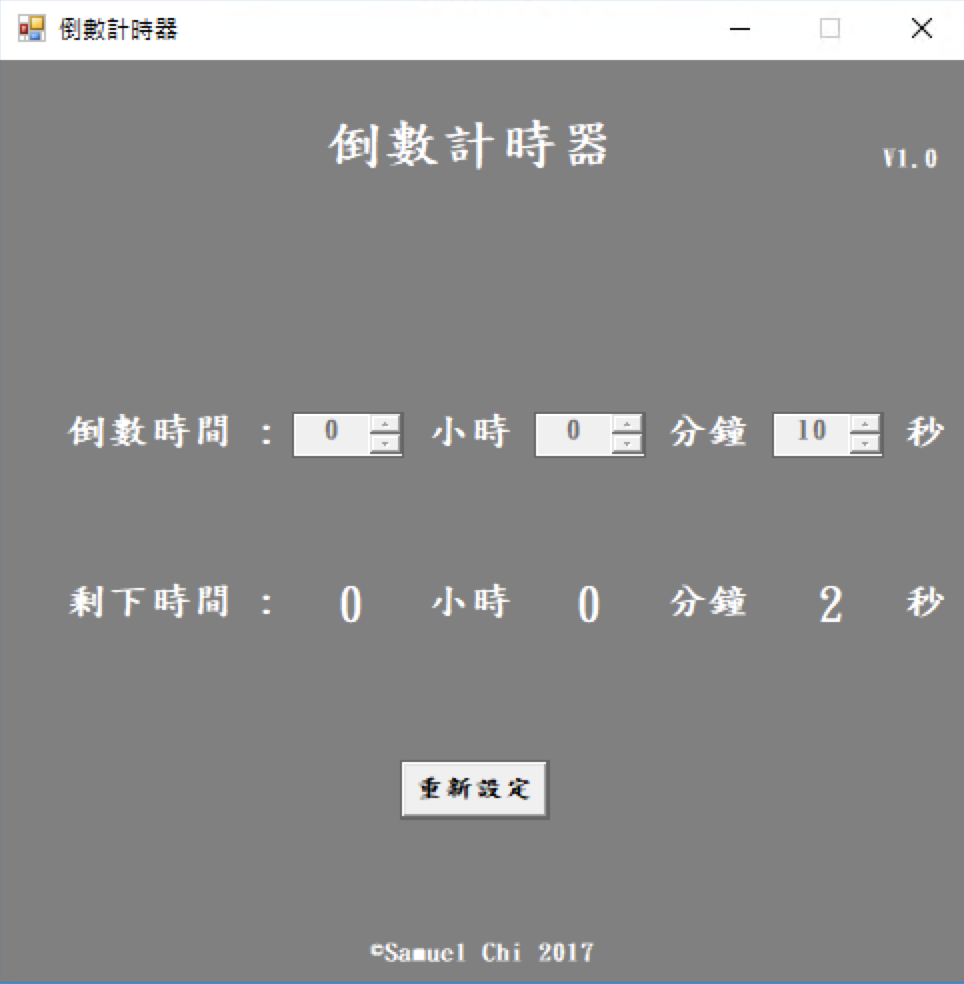 倒數計時器
倒數計時器
V1.0
倒數時間 : 0 小時 0 分鐘 10 秒
剩下時間 : 0 小時 0 分鐘 2 秒
重新設定
©Samuel Chi 2017